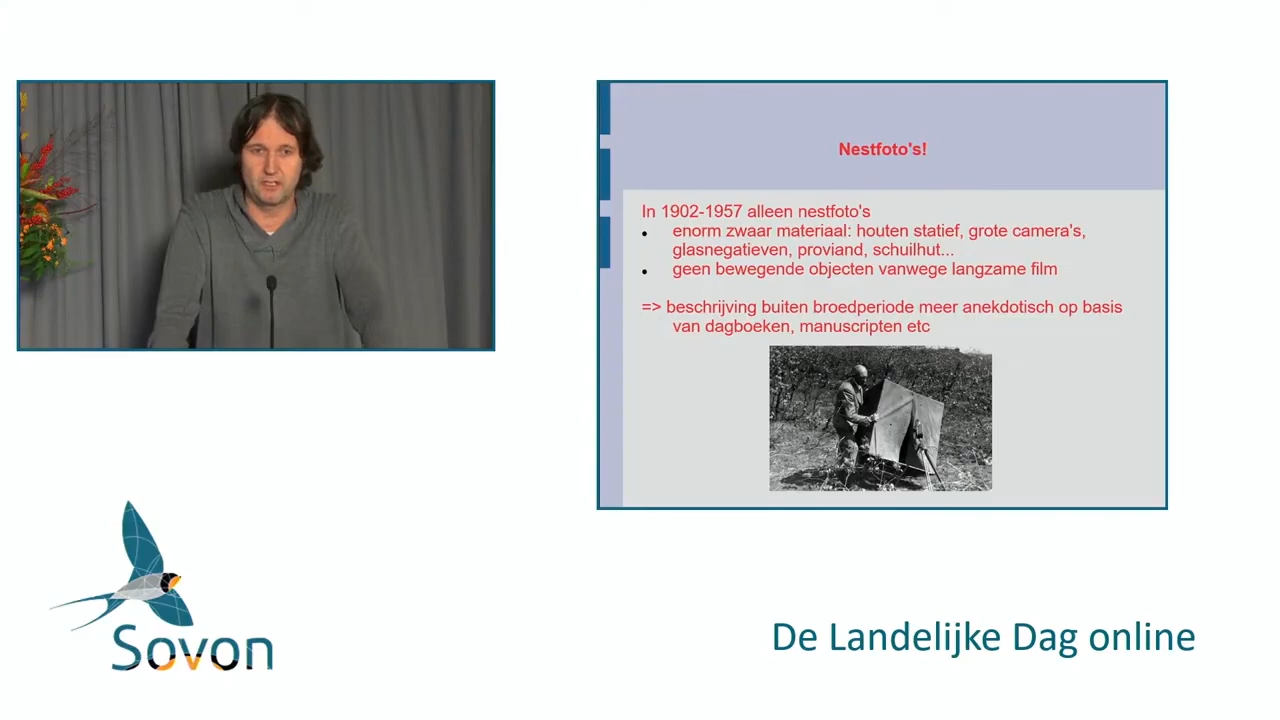 Nestfoto's!
In 1902-1957 alleen nestfoto's
• enorm zwaar materiaal: houten statief, grote camera's,
glasnegatieven, proviand, schuilhut...
• geen bewegende objecten vanwege langzame film
=> beschrijving buiten broedperiode meer anekdotisch op basis
van dagboeken, manuscripten etc
Sovon
De Landelijke Dag online